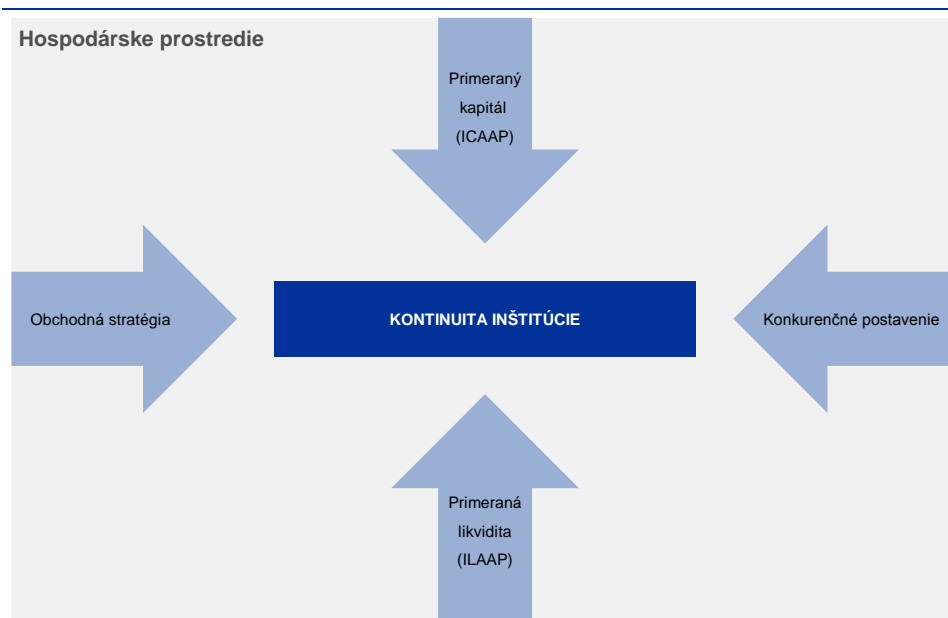 Hospodárske prostredie
Primeraný
kapitál
(ICAAP)
Obchodná stratégia
KONTINUITA INŠTITÚCIE
Konkurenčné postavenie
Primeraná
likvidita
(ILAAP)